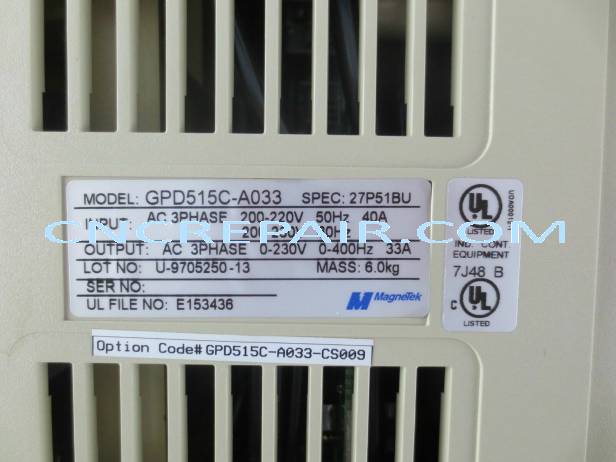 MODEL: GPD515C-A033 SPEC: 27P51BU
INPUT: AC 3PHASE 200-220V 50Hz 40A
CNCREPAIR.COM
OUTPUT: AC 3PHASE 0-230V 0-400Hz 33A
LOT NO: U-9705250-13 MASS: 6.0kg
SER NO:
UL FILE NO: E153436
MagneTek
UL
LISTED
IND. CONT.
EQUIPMENT
7J48 B
C UL
LISTED
Option Code# GPD515C-A033-CS009